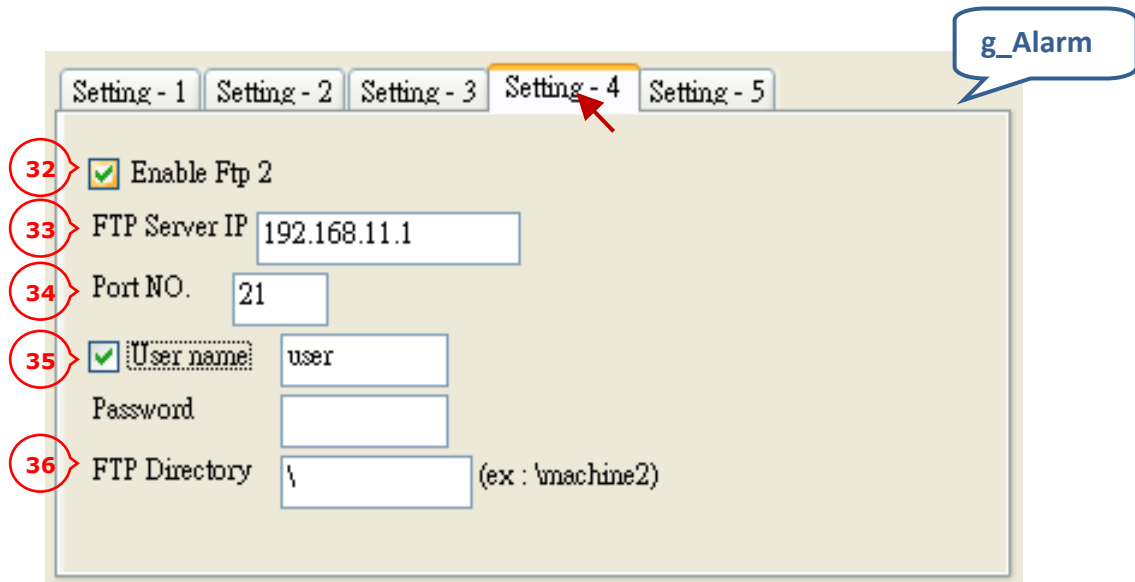 g_Alarm
Setting - 1 Setting - 2 Setting - 3 Setting - 4 Setting - 5
32 Enable Ftp 2
33 FTP Server IP 192.168.11.1
34 Port NO. 21
35 User name user
Password
36 FTP Directory \ (ex : \machine2)